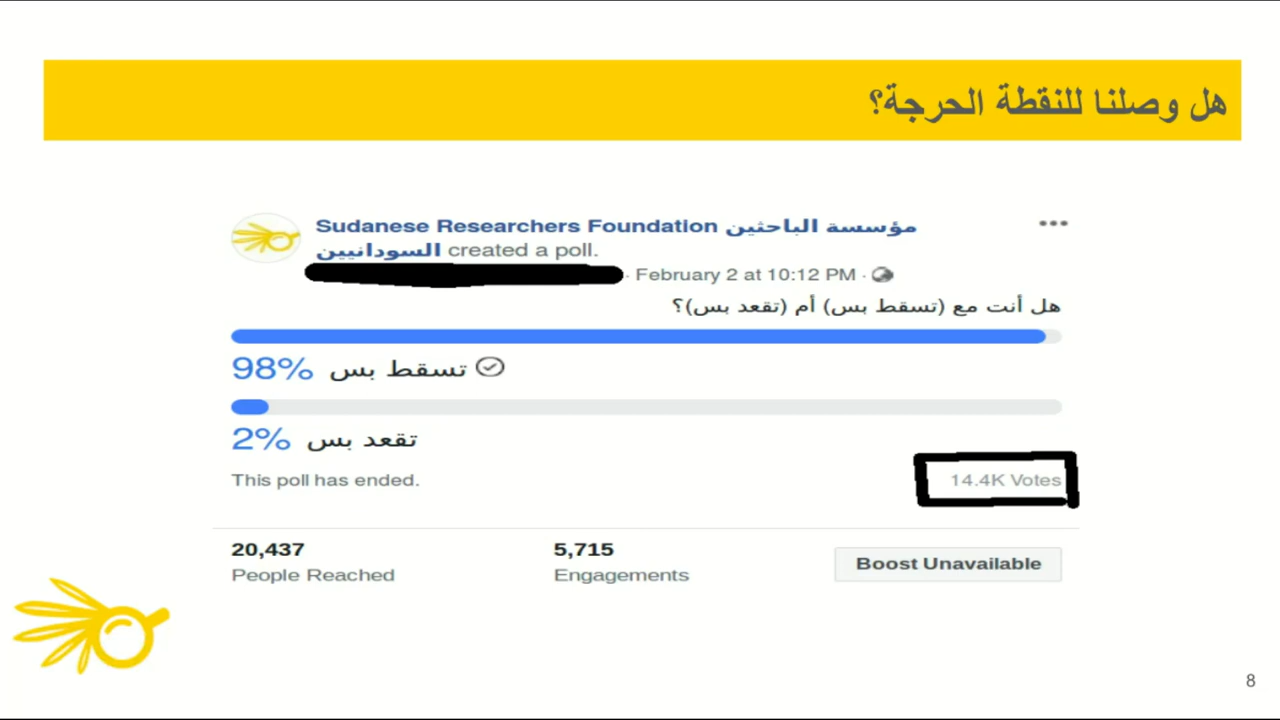 هل وصلنا للنقطة الحرجة؟
Sudanese Researchers Foundation مؤسسة الباحثين
السودانيين created a poll.
· February 2 at 10:12 PM ·
هل أنت مع (تسقط بس) أم (تقعد بس)؟
98% تسقط بس
2% تقعد بس
This poll has ended.
14.4K Votes
20,437
People Reached
5,715
Engagements
Boost Unavailable
8